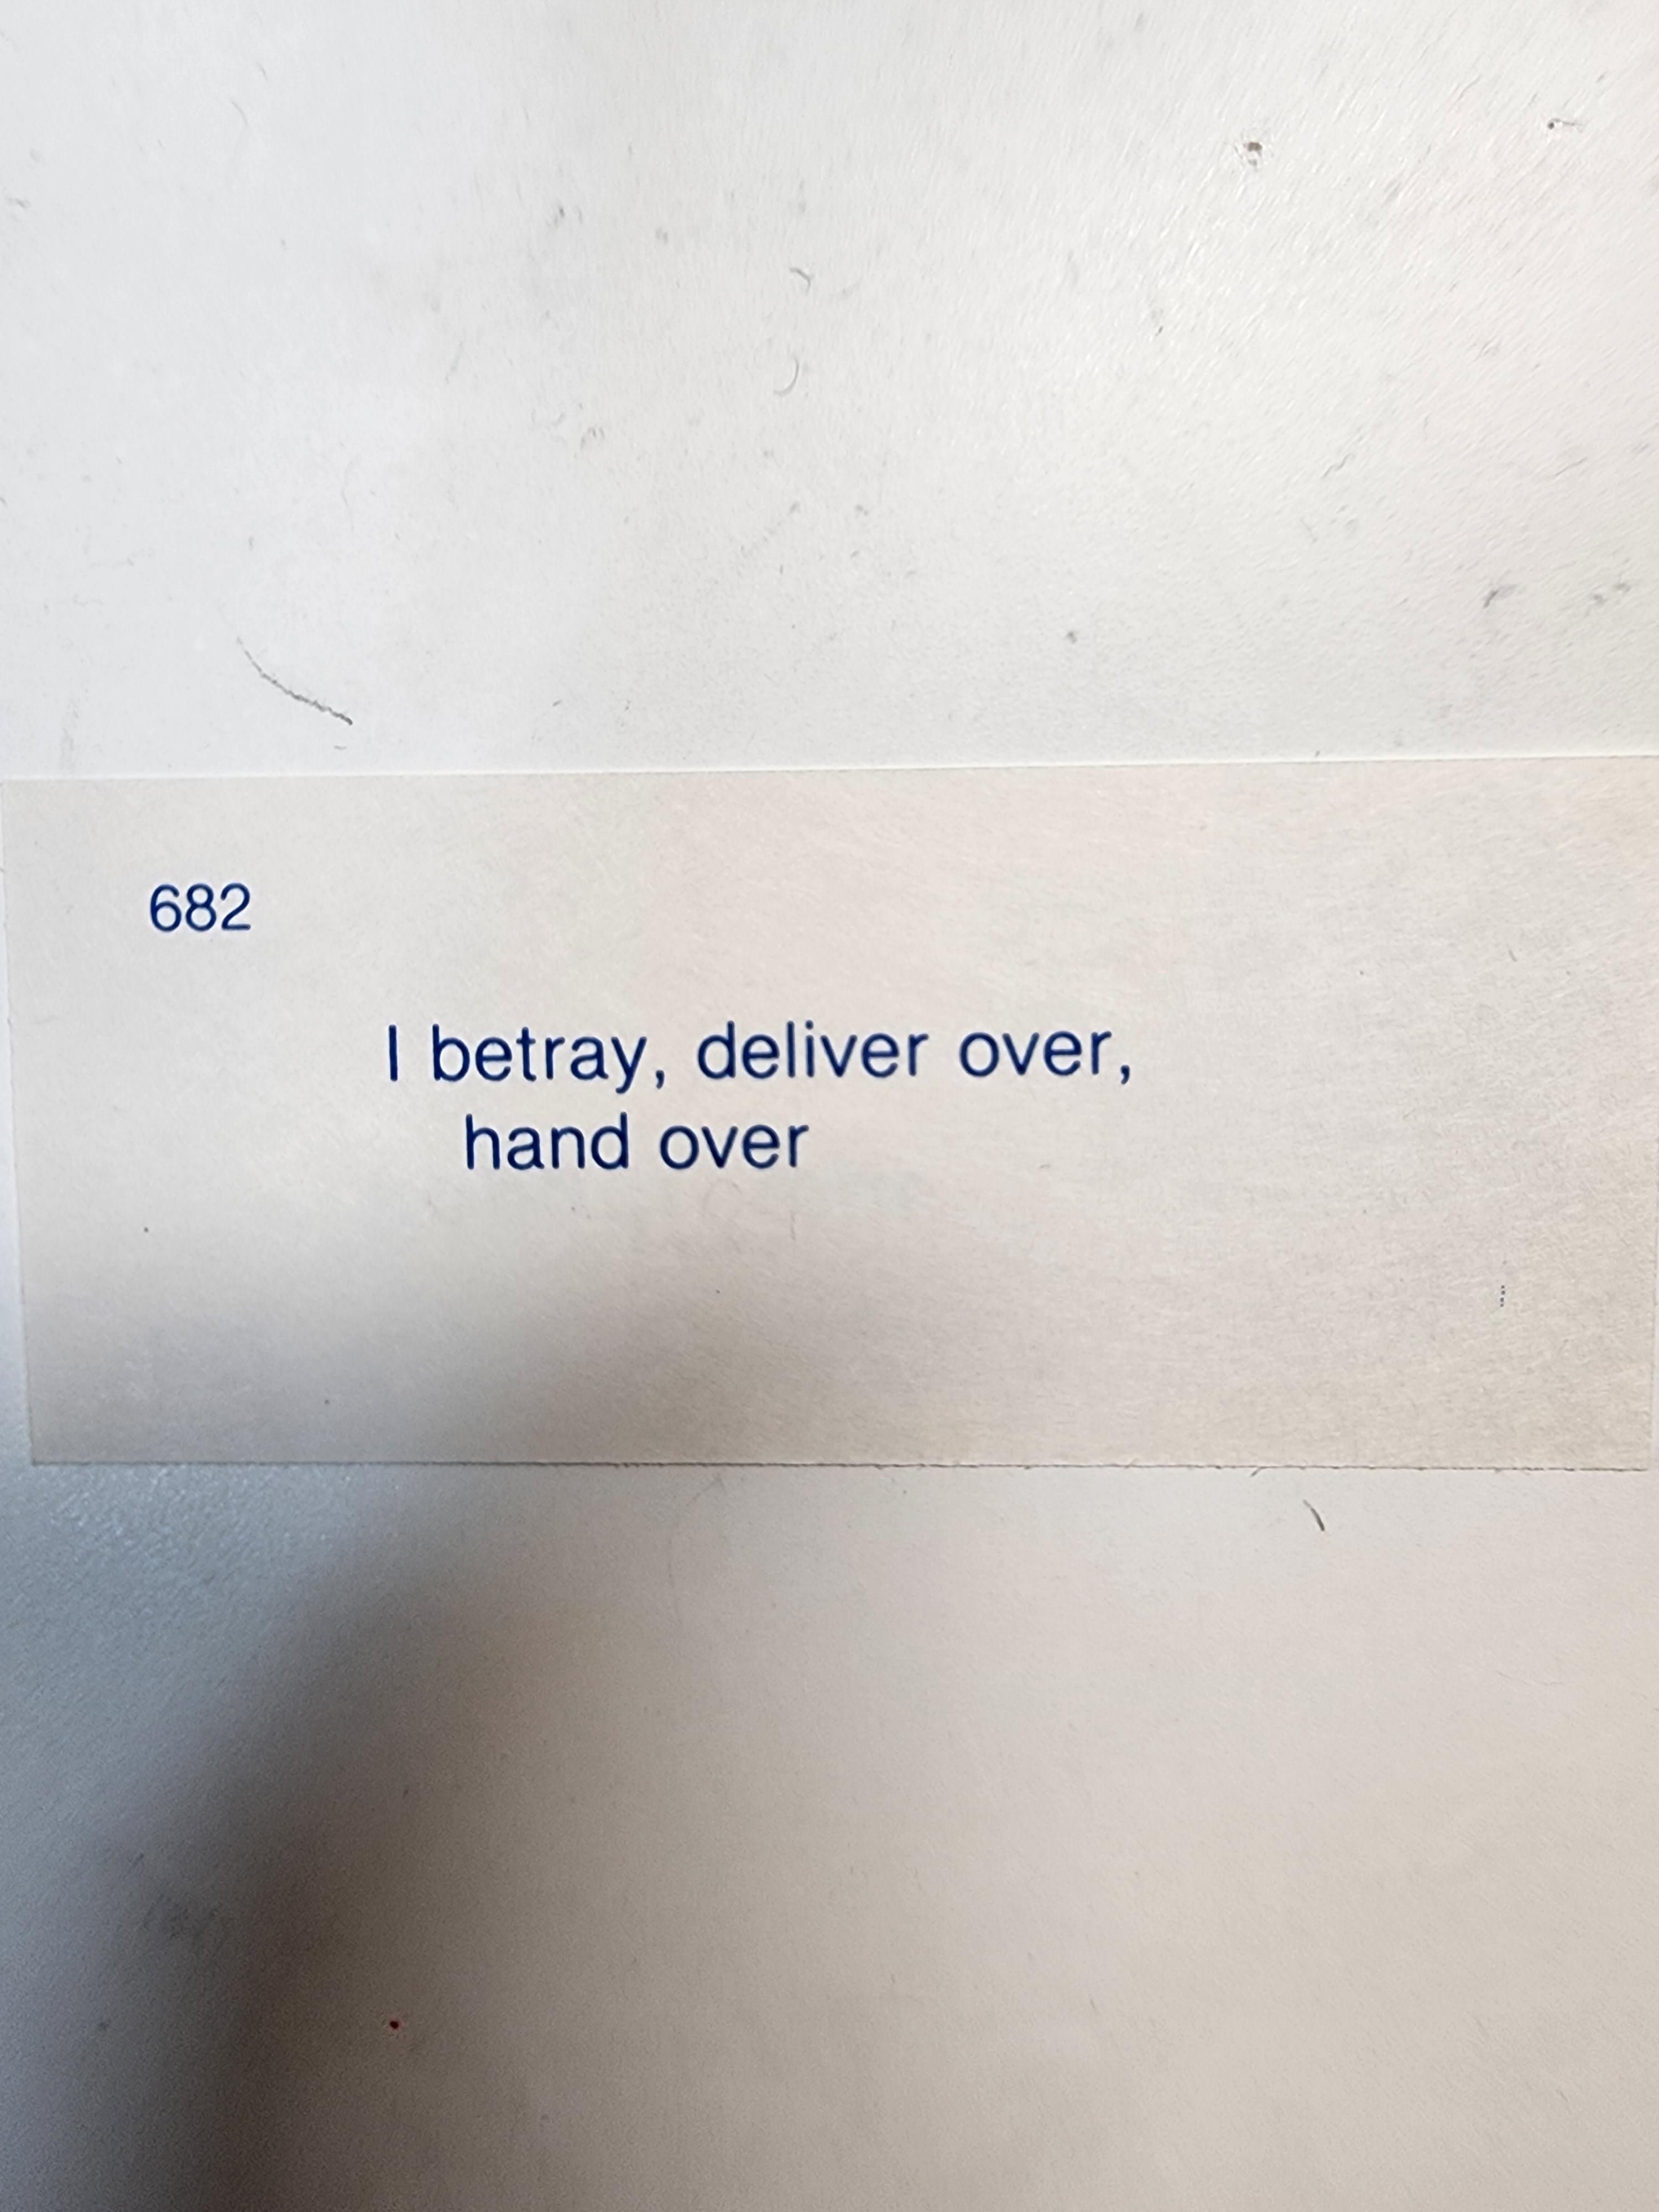 682
I betray, deliver over,
hand over